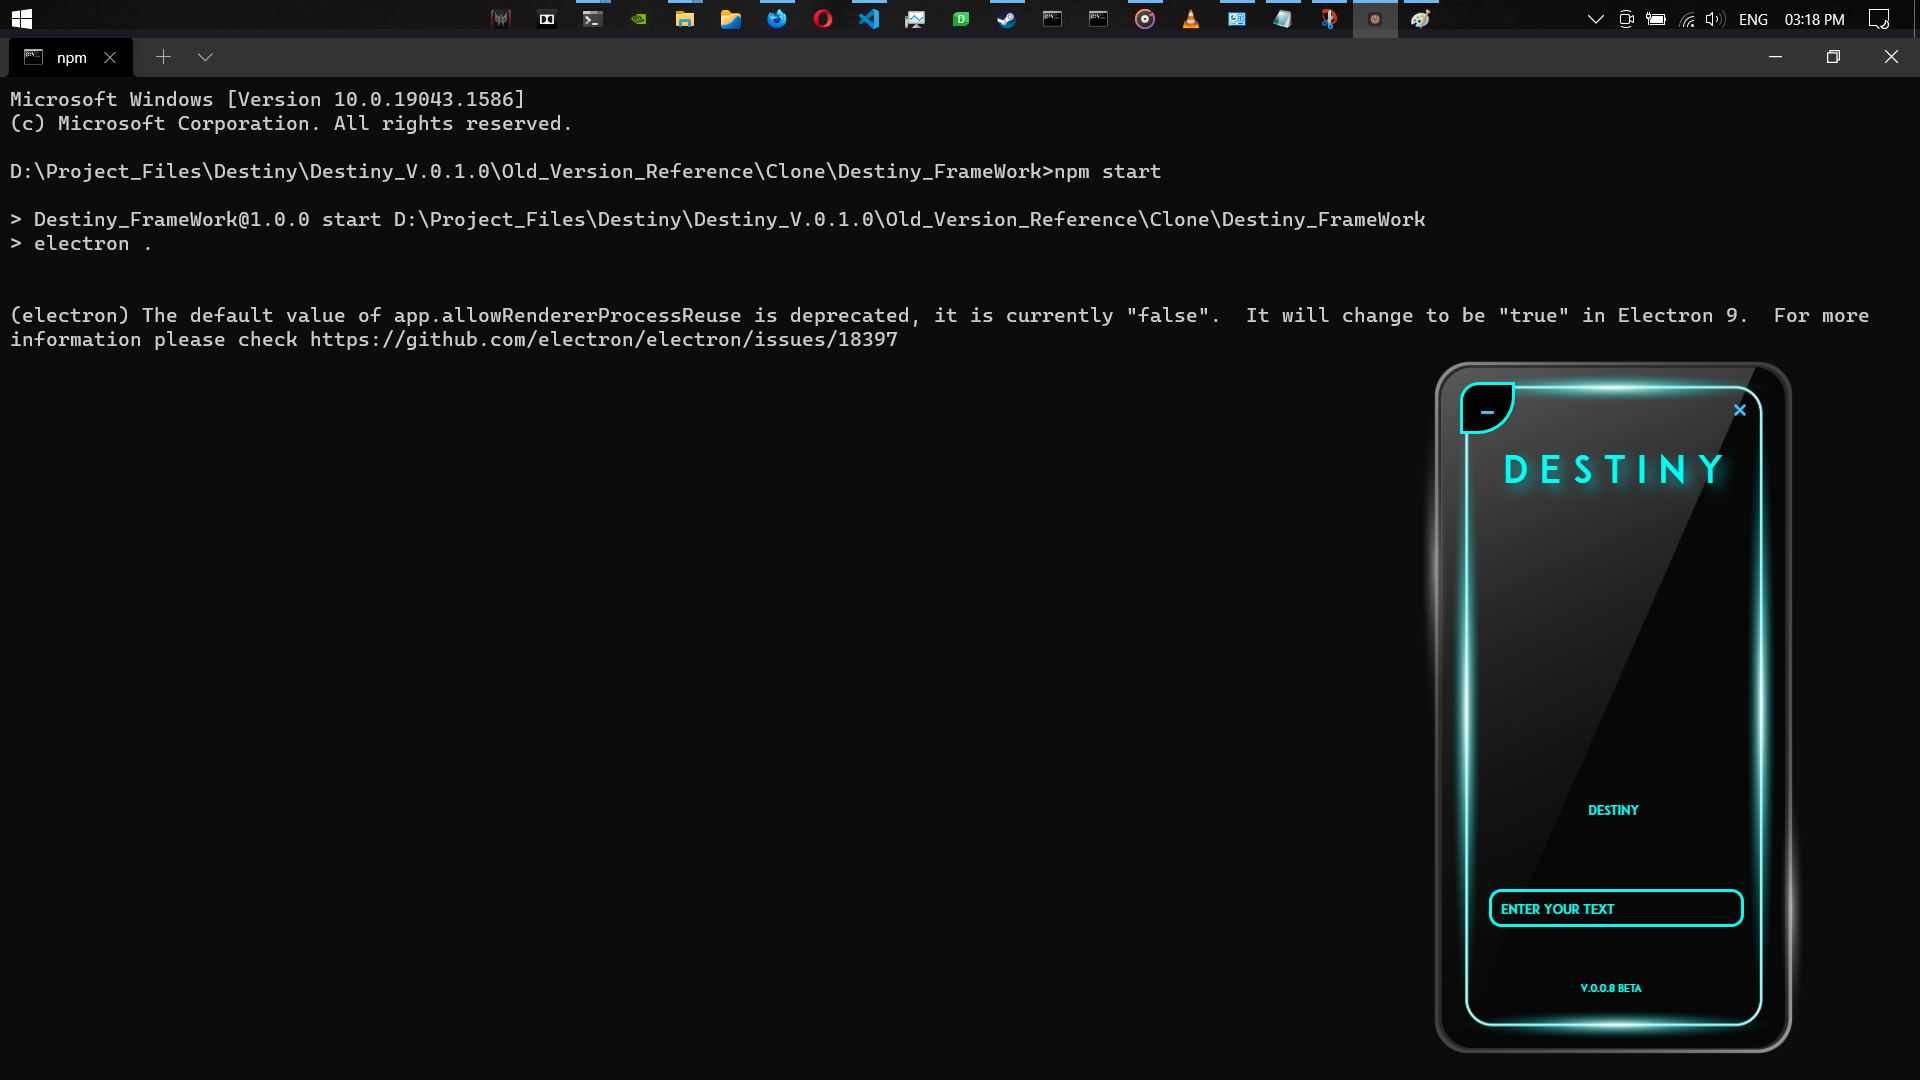 ENG 03:18 PM
npm
Microsoft Windows [Version 10.0.19043.1586]
(c) Microsoft Corporation. All rights reserved.
D:\Project_Files\Destiny\Destiny_V.0.1.0\Old_Version_Reference\Clone\Destiny_FrameWork>npm start
> Destiny_FrameWork@1.0.0 start D:\Project_Files\Destiny\Destiny_V.0.1.0\Old_Version_Reference\Clone\Destiny_FrameWork
> electron .
(electron) The default value of app.allowRendererProcessReuse is deprecated, it is currently "false".  It will change to be "true" in Electron 9.  For more
information please check https://github.com/electron/electron/issues/18397
DESTINY
DESTINY
ENTER YOUR TEXT
V.0.0.8 BETA